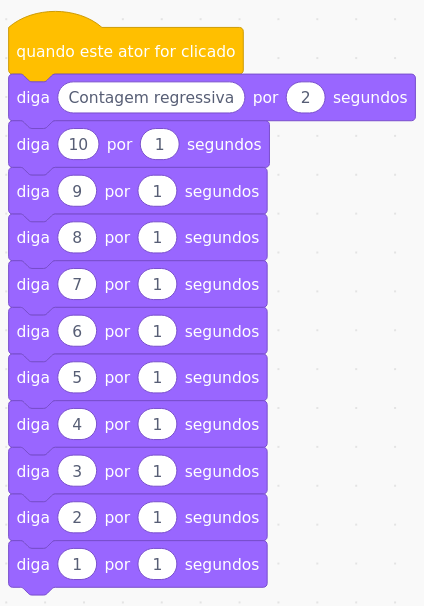 quando este ator for clicado
diga Contagem regressiva por 2 segundos
diga 10 por 1 segundos
diga 9 por 1 segundos
diga 8 por 1 segundos
diga 7 por 1 segundos
diga 6 por 1 segundos
diga 5 por 1 segundos
diga 4 por 1 segundos
diga 3 por 1 segundos
diga 2 por 1 segundos
diga 1 por 1 segundos